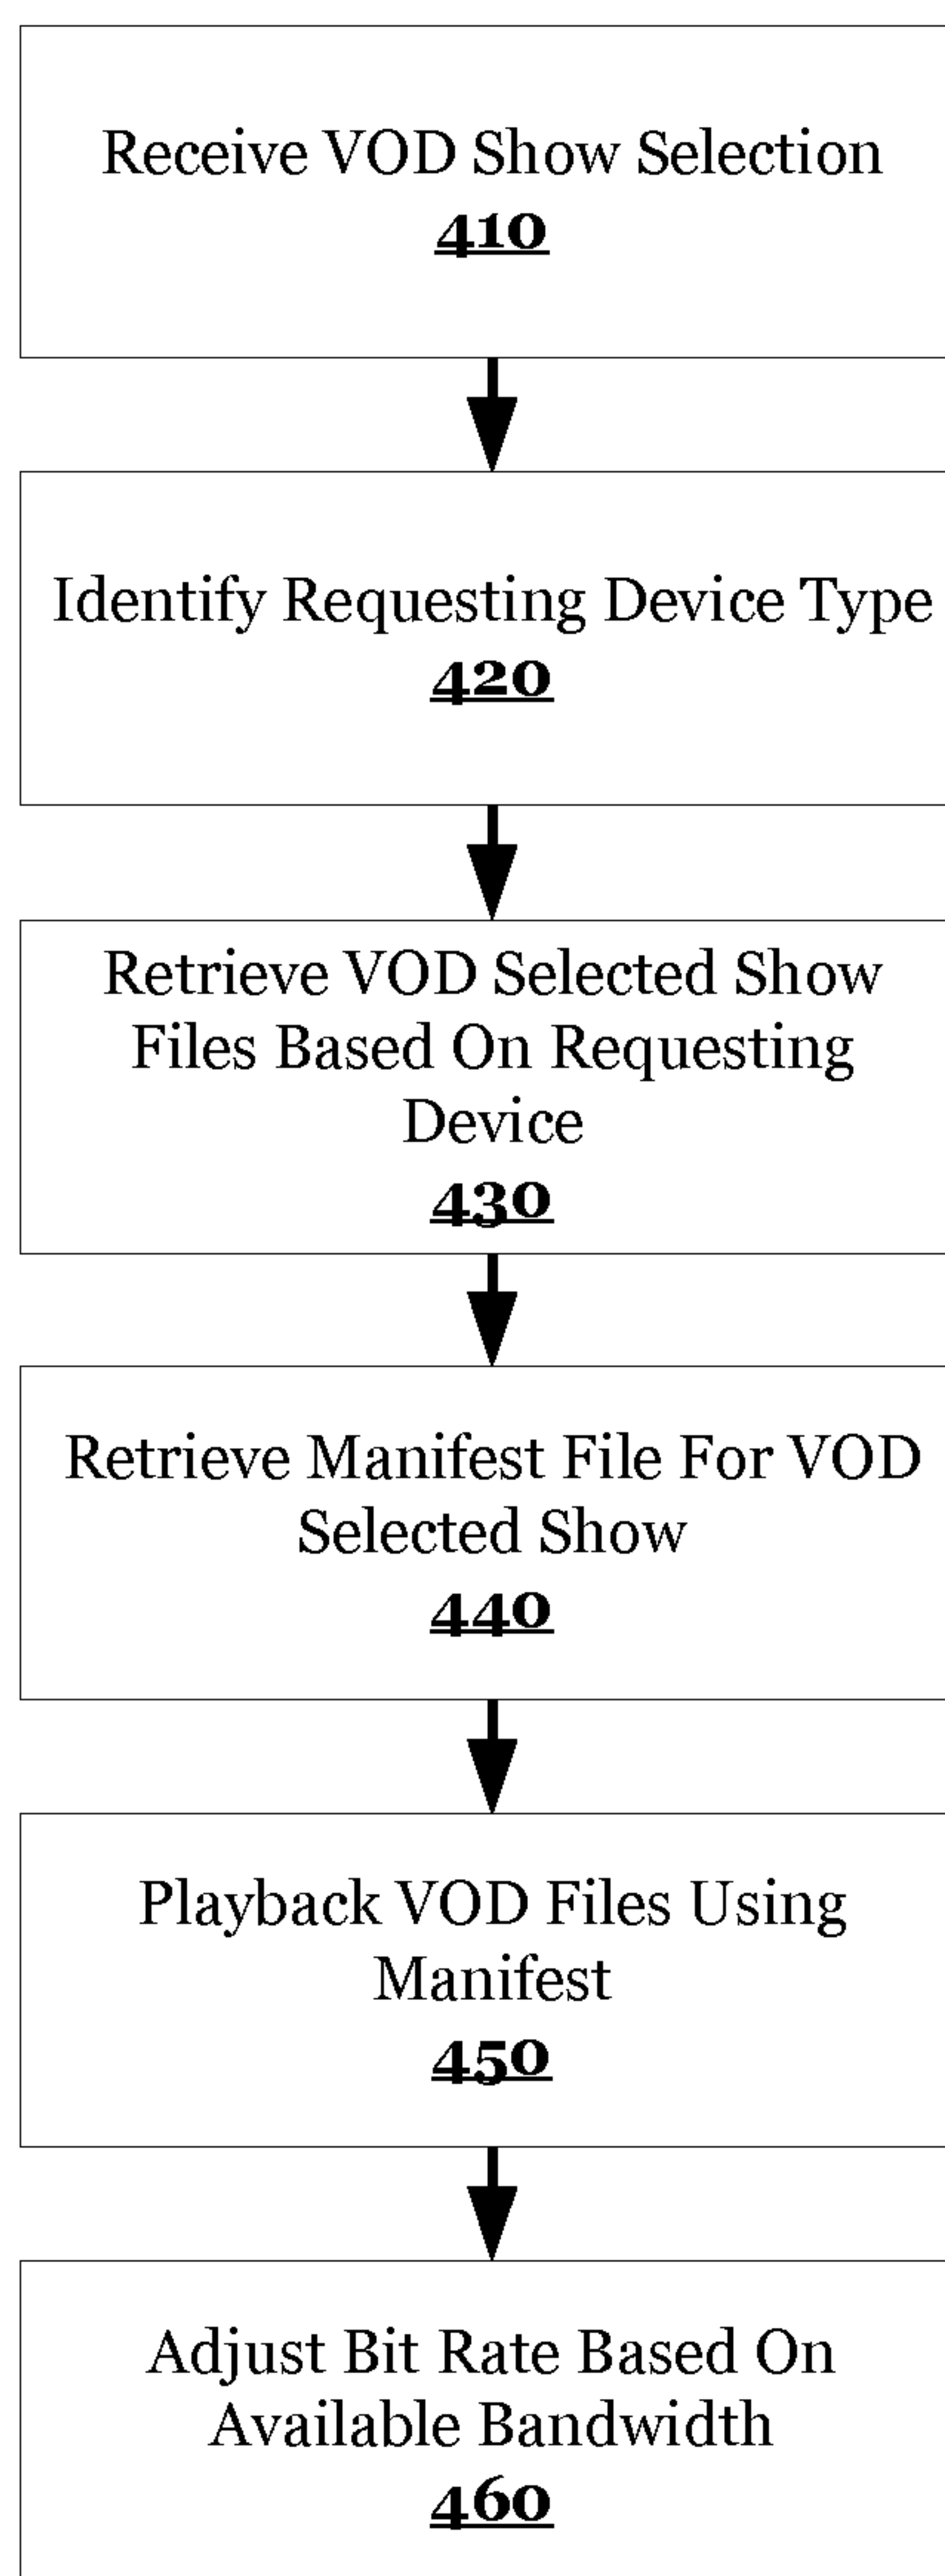 Receive VOD Show Selection
410
Identify Requesting Device Type
420
Retrieve VOD Selected Show
Files Based On Requesting
Device
430
Retrieve Manifest File For VOD
Selected Show
440
Playback VOD Files Using
Manifest
450
Adjust Bit Rate Based On
Available Bandwidth
460